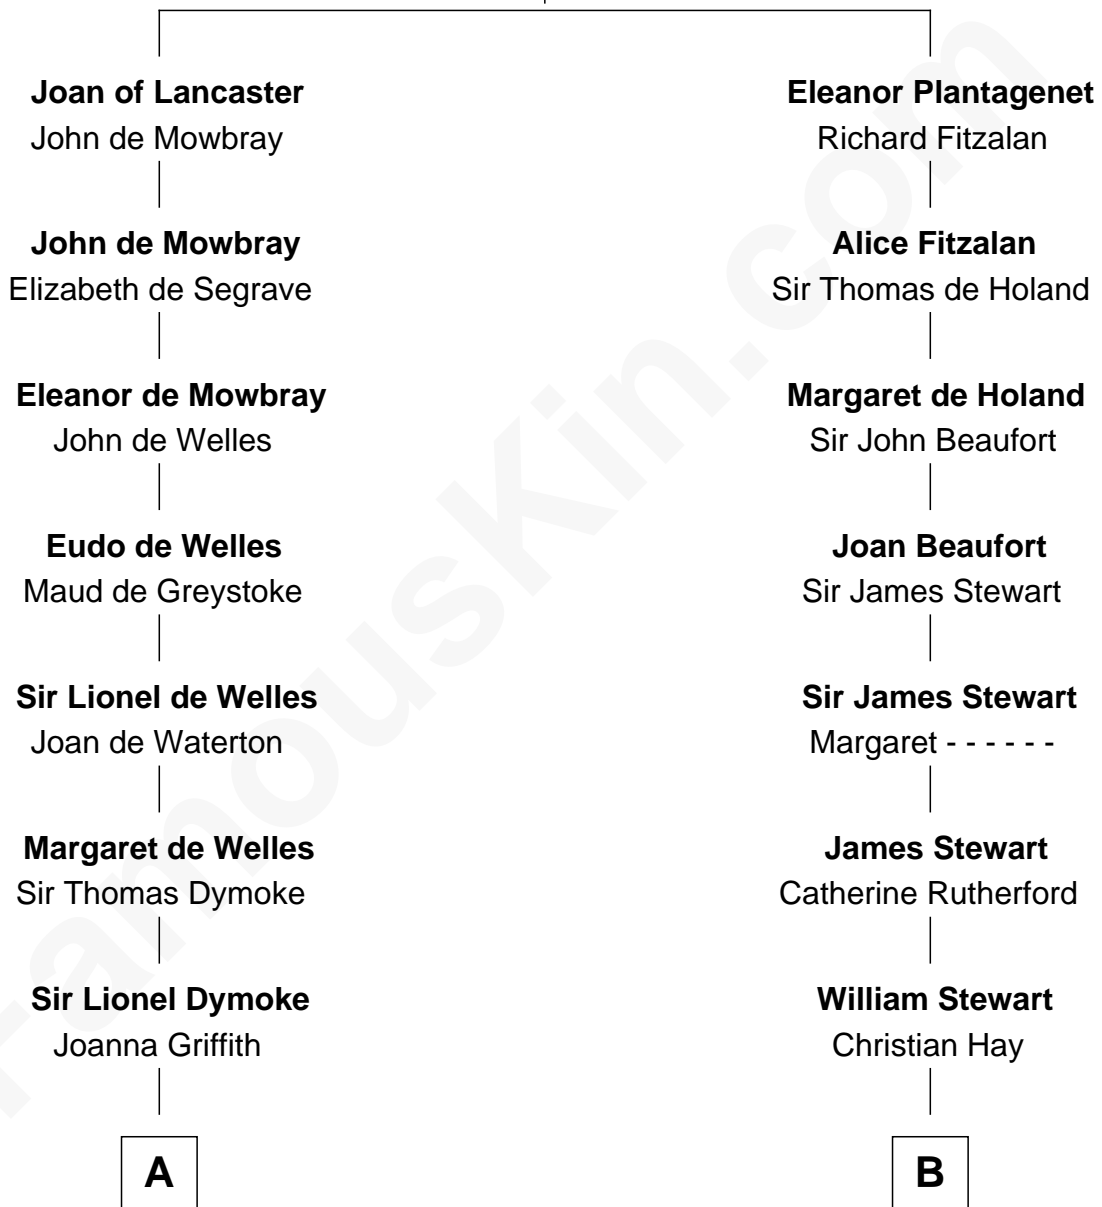 Joan of Lancaster
John de Mowbray
John de Mowbray
Elizabeth de Segrave
Eleanor de Mowbray
John de Welles
Eudo de Welles
Maud de Greystoke
Sir Lionel de Welles
Joan de Waterton
Margaret de Welles
Sir Thomas Dymoke
Sir Lionel Dymoke
Joanna Griffith
A
Eleanor Plantagenet
Richard Fitzalan
Alice Fitzalan
Sir Thomas de Holand
Margaret de Holand
Sir John Beaufort
Joan Beaufort
Sir James Stewart
Sir James Stewart
Margaret - - - - - -
James Stewart
Catherine Rutherford
William Stewart
Christian Hay
B
FamousKin.com